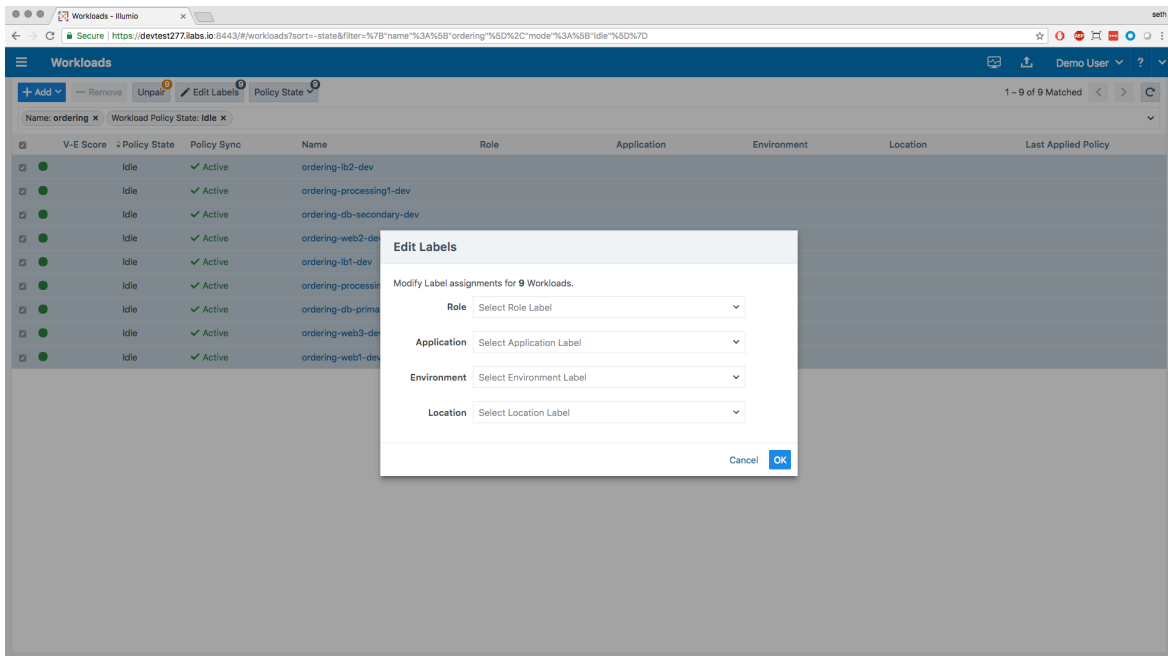 Workloads - Illumio
seth
Secure | https://devtest277.ilabs.io:8443/#/workloads?sort=-state&filter=%7B"name"%3A%5B"ordering"%5D%2C"mode"%3A%5B"Idle"%5D%7D
ABP
Workloads
Demo User ?
+ Add — Remove Unpair 9 Edit Labels 9 Policy State 9 1 – 9 of 9 Matched
Name: ordering × Workload Policy State: Idle ×
V-E Score Policy State Policy Sync Name Role Application Environment Location Last Applied Policy
Idle Active ordering-lb2-dev
Idle Active ordering-processing1-dev
Idle Active ordering-db-secondary-dev
Idle Active ordering-web2-de
Idle Active ordering-lb1-dev
Idle Active ordering-processin
Idle Active ordering-db-prima
Idle Active ordering-web3-de
Idle Active ordering-web1-dev
Edit Labels
Modify Label assignments for 9 Workloads.
Role Select Role Label
Application Select Application Label
Environment Select Environment Label
Location Select Location Label
Cancel OK